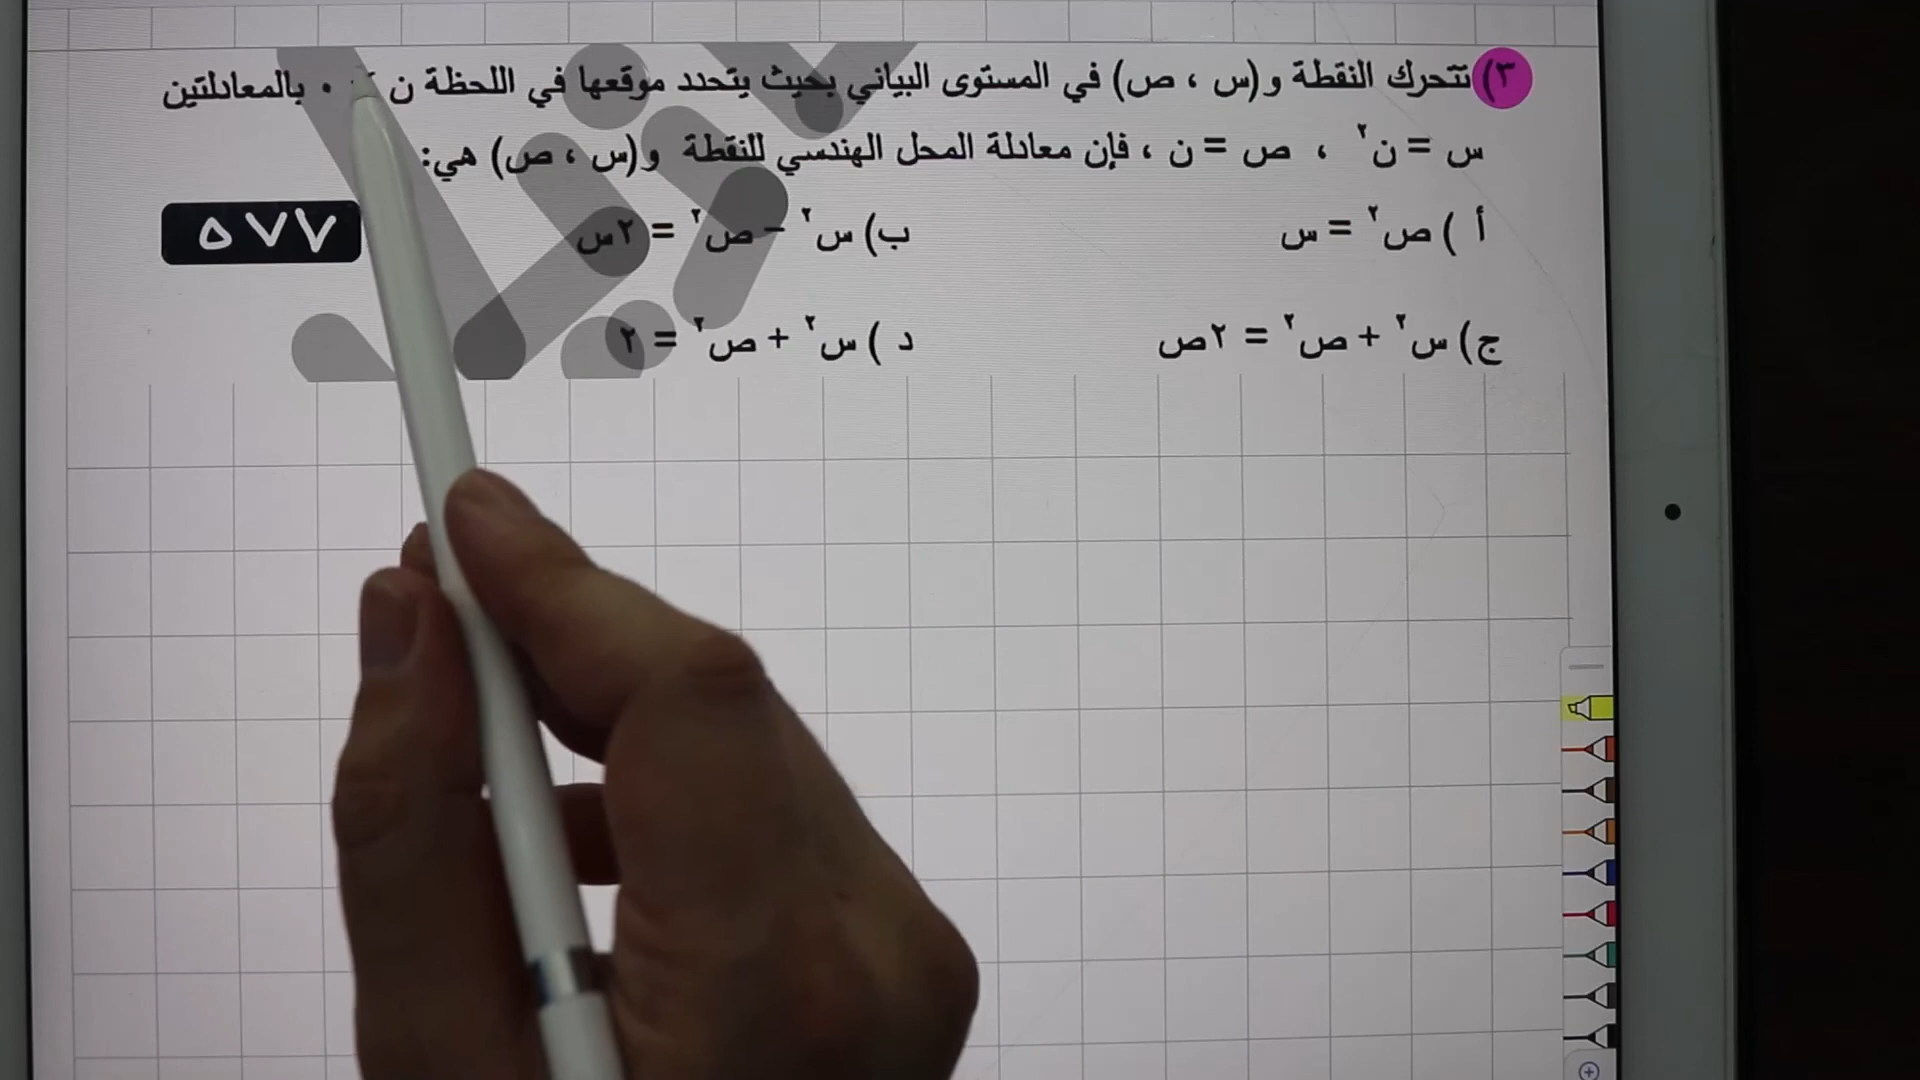 ٣) تتحرك النقطة و(س ، ص) في المستوى البياني بحيث يتحدد موقعها في اللحظة ن ٠ بالمعادلتين
س = ن٢ ، ص = ن ، فإن معادلة المحل الهندسي للنقطة و(س ، ص) هي:
أ ) ص٢ = س
ب) س٢ − ص٢ = ٢س
٥٧٧
ج) س٢ + ص٢ = ٢ص
د ) س٢ + ص٢ = ٢